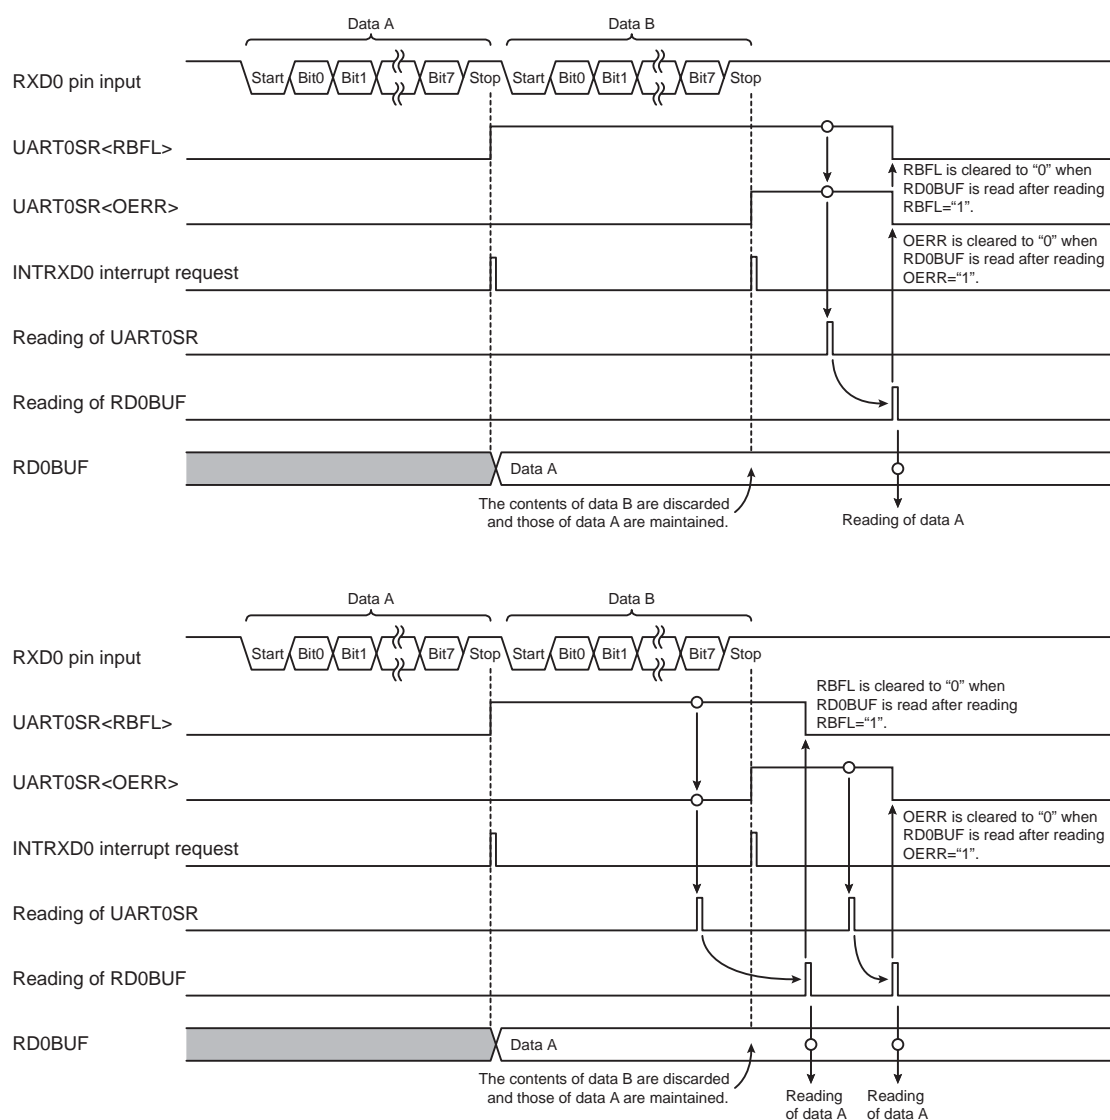 Data A
Data B
RXD0 pin input
Start
Bit0
Bit1
Bit7
Stop
Start
Bit0
Bit1
Bit7
Stop
UART0SR<RBFL>
RBFL is cleared to “0” when
RD0BUF is read after reading
RBFL=“1”.
UART0SR<OERR>
OERR is cleared to “0” when
RD0BUF is read after reading
OERR=“1”.
INTRXD0 interrupt request
Reading of UART0SR
Reading of RD0BUF
RD0BUF
Data A
The contents of data B are discarded
and those of data A are maintained.
Reading of data A
Data A
Data B
RXD0 pin input
Start
Bit0
Bit1
Bit7
Stop
Start
Bit0
Bit1
Bit7
Stop
RBFL is cleared to “0” when
RD0BUF is read after reading
RBFL=“1”.
UART0SR<RBFL>
UART0SR<OERR>
OERR is cleared to “0” when
RD0BUF is read after reading
OERR=“1”.
INTRXD0 interrupt request
Reading of UART0SR
Reading of RD0BUF
RD0BUF
Data A
The contents of data B are discarded
and those of data A are maintained.
Reading
of data A
Reading
of data A